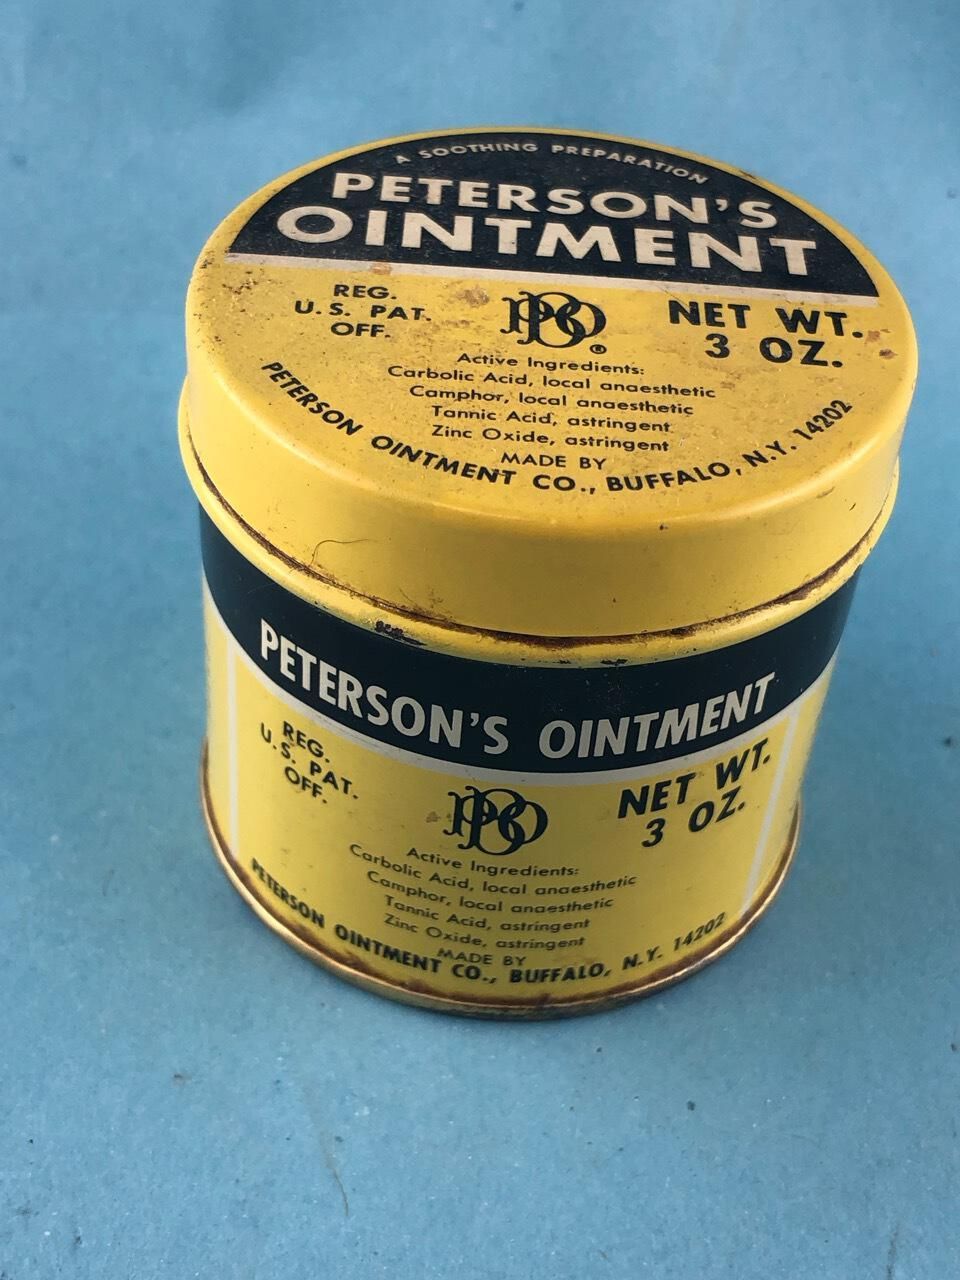 A SOOTHING PREPARATION
PETERSON'S
OINTMENT
REG.
U.S. PAT.
OFF.
PPOO
®
NET WT.
3 OZ.
Active Ingredients:
Carbolic Acid, local anaesthetic
Camphor, local anaesthetic
Tannic Acid, astringent
Zinc Oxide, astringent
MADE BY
PETERSON OINTMENT CO., BUFFALO, N.Y. 14202
PETERSON'S OINTMENT
REG.
U.S. PAT.
OFF.
NET WT.
3 OZ.
Active Ingredients:
Carbolic Acid, local anaesthetic
Camphor, local anaesthetic
Tannic Acid, astringent
Zinc Oxide, astringent
MADE BY
PETERSON OINTMENT CO., BUFFALO, N.Y. 14202